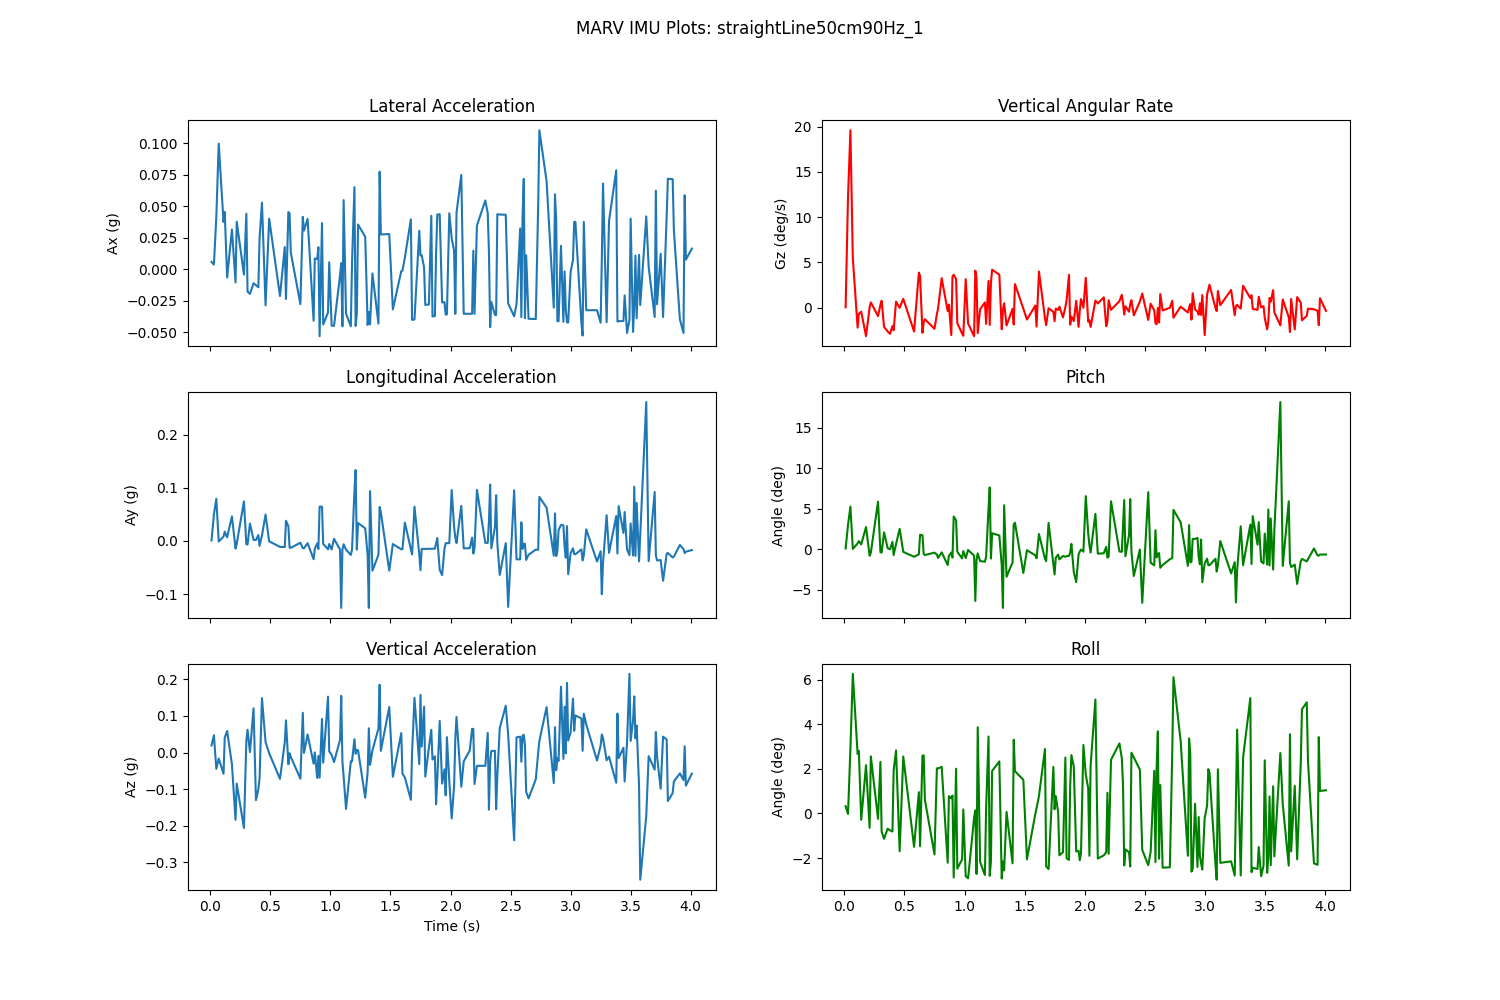 MARV IMU Plots: straightLine50cm90Hz_1
Lateral Acceleration
Ax (g)
0.100
0.075
0.050
0.025
0.000
−0.025
−0.050
Vertical Angular Rate
Gz (deg/s)
20
15
10
5
0
Longitudinal Acceleration
Ay (g)
0.2
0.1
0.0
−0.1
Pitch
Angle (deg)
15
10
5
0
−5
Vertical Acceleration
Az (g)
0.2
0.1
0.0
−0.1
−0.2
−0.3
0.0 0.5 1.0 1.5 2.0 2.5 3.0 3.5 4.0
Time (s)
Roll
Angle (deg)
6
4
2
0
−2
0.0 0.5 1.0 1.5 2.0 2.5 3.0 3.5 4.0